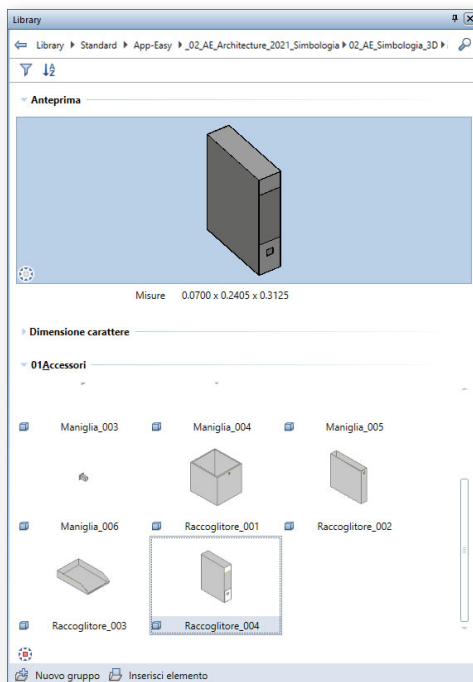 Library
Library ▸ Standard ▸ App-Easy ▸ _02_AE_Architecture_2021_Simbologia ▸ 02_AE_Simbologia_3D ▸
Anteprima
Misure 0.0700 x 0.2405 x 0.3125
Dimensione carattere
01Accessori
Maniglia_003 Maniglia_004 Maniglia_005
Maniglia_006 Raccoglitore_001 Raccoglitore_002
Raccoglitore_003 Raccoglitore_004
Nuovo gruppo Inserisci elemento